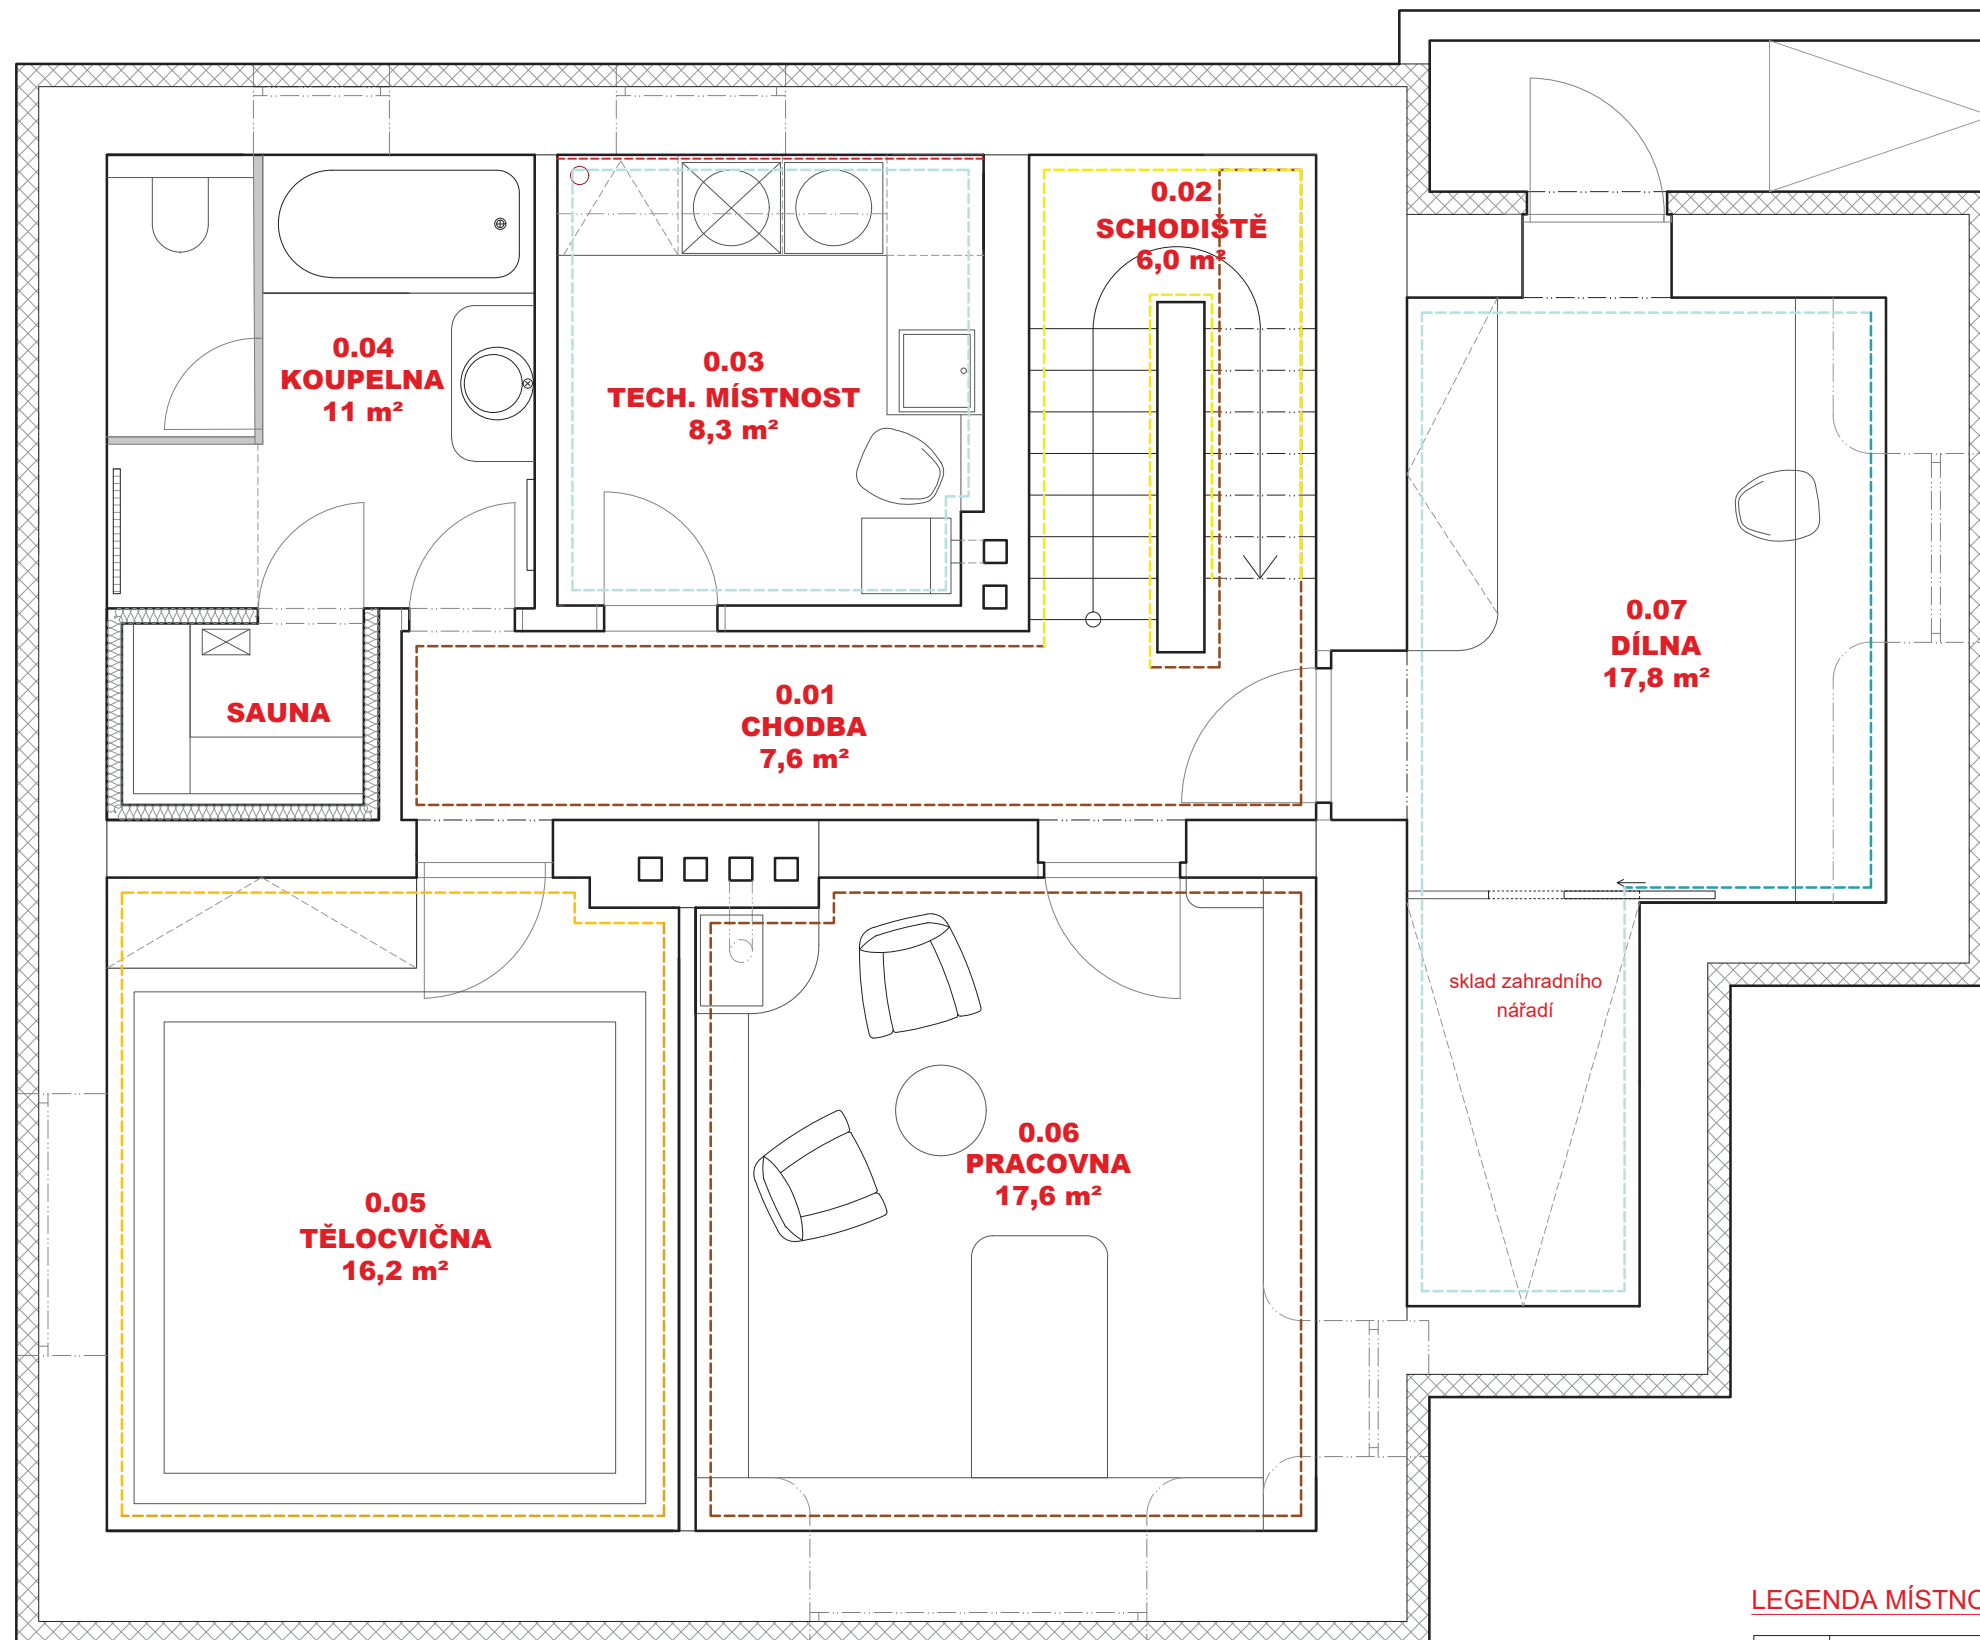 0.02
SCHODIŠTĚ
6,0 m²
0.04
KOUPELNA
11 m²
0.03
TECH. MÍSTNOST
8,3 m²
0.07
DÍLNA
17,8 m²
SAUNA
0.01
CHODBA
7,6 m²
sklad zahradního
nářadí
0.06
PRACOVNA
17,6 m²
0.05
TĚLOCVIČNA
16,2 m²
LEGENDA MÍSTNO